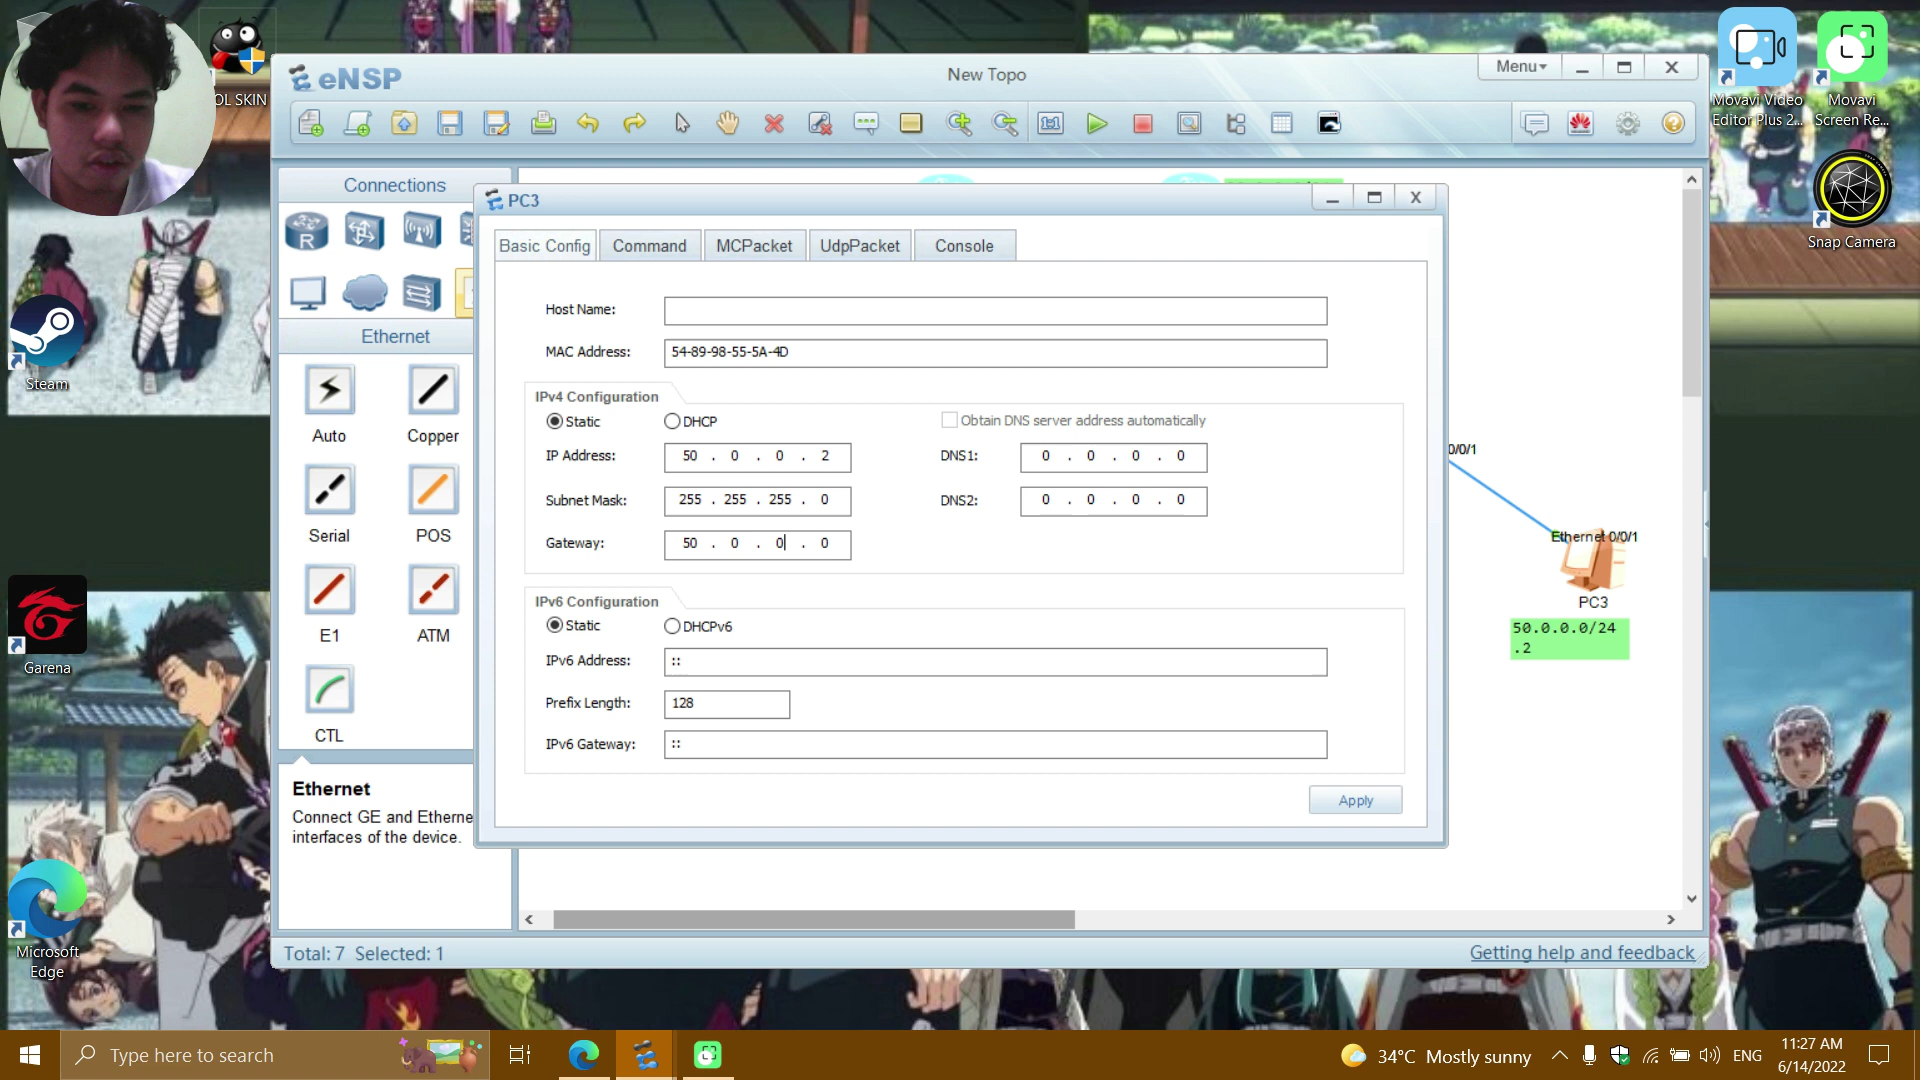 OL SKIN
Steam
Garena
Microsoft
Edge
Movavi Video
Editor Plus 2...
Movavi
Screen Re...
Snap Camera
eNSP
New Topo
Menu
Connections
Ethernet
Auto
Copper
Serial
POS
E1
ATM
CTL
Ethernet
Connect GE and Etherne
interfaces of the device.
PC3
Basic Config
Command
MCPacket
UdpPacket
Console
Host Name:
MAC Address: 54-89-98-55-5A-4D
IPv4 Configuration
Static DHCP Obtain DNS server address automatically
IP Address: 50 . 0 . 0 . 2 DNS1: 0 . 0 . 0 . 0
Subnet Mask: 255 . 255 . 255 . 0 DNS2: 0 . 0 . 0 . 0
Gateway: 50 . 0 . 0 . 0
IPv6 Configuration
Static DHCPv6
IPv6 Address: ::
Prefix Length: 128
IPv6 Gateway: ::
Apply
0/0/1
Ethernet 0/0/1
PC3
50.0.0.0/24
.2
Total: 7 Selected: 1
Getting help and feedback
Type here to search
34°C Mostly sunny
ENG
11:27 AM
6/14/2022